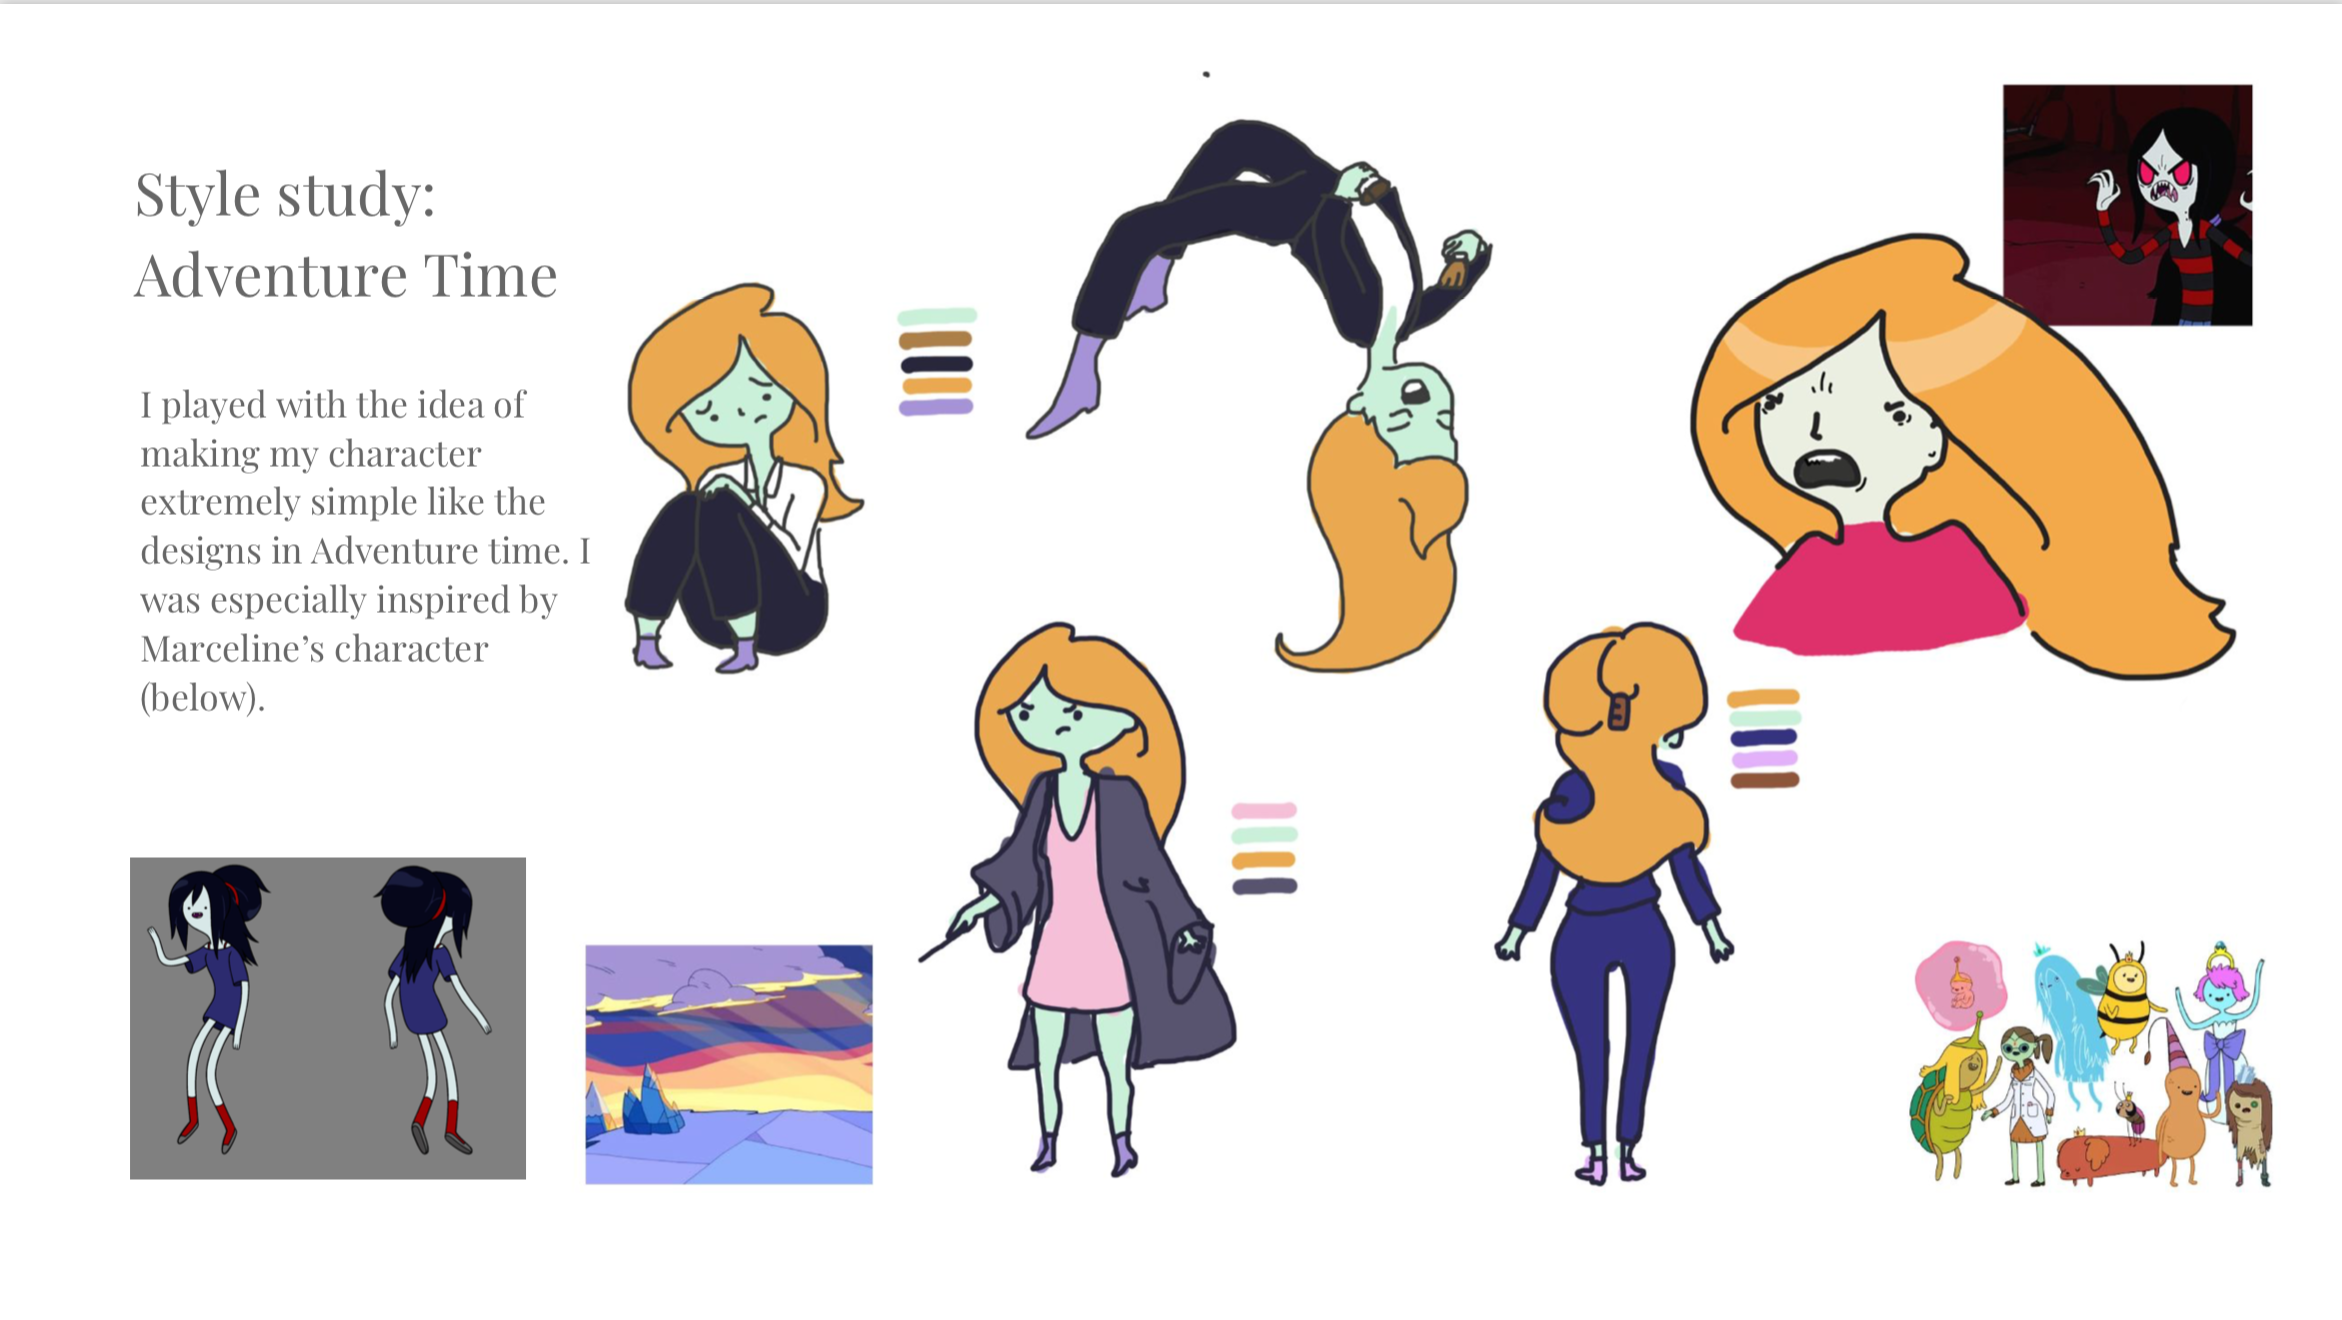 Style study:
Adventure Time
I played with the idea of
making my character
extremely simple like the
designs in Adventure time. I
was especially inspired by
Marceline’s character
(below).